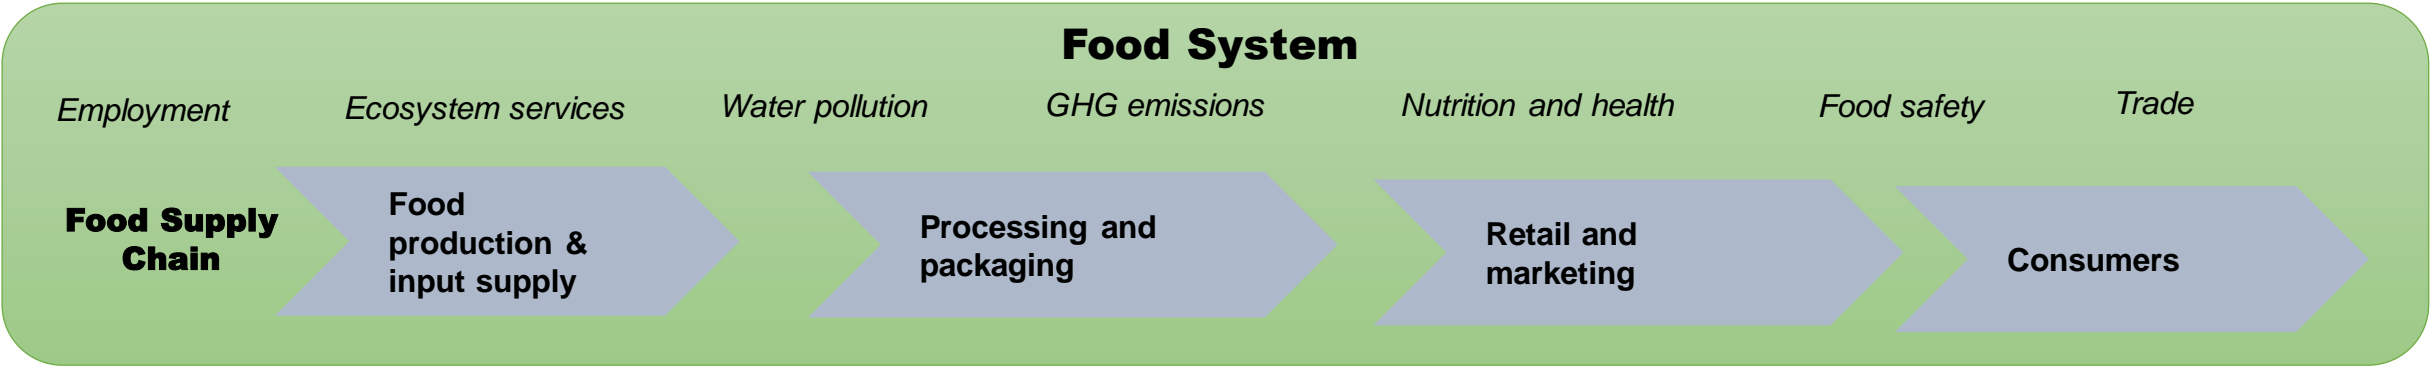 Food System
Employment
Ecosystem services
Water pollution
GHG emissions
Nutrition and health
Food safety
Trade
Food Supply
Chain
Food
production &
input supply
Processing and
packaging
Retail and
marketing
Consumers